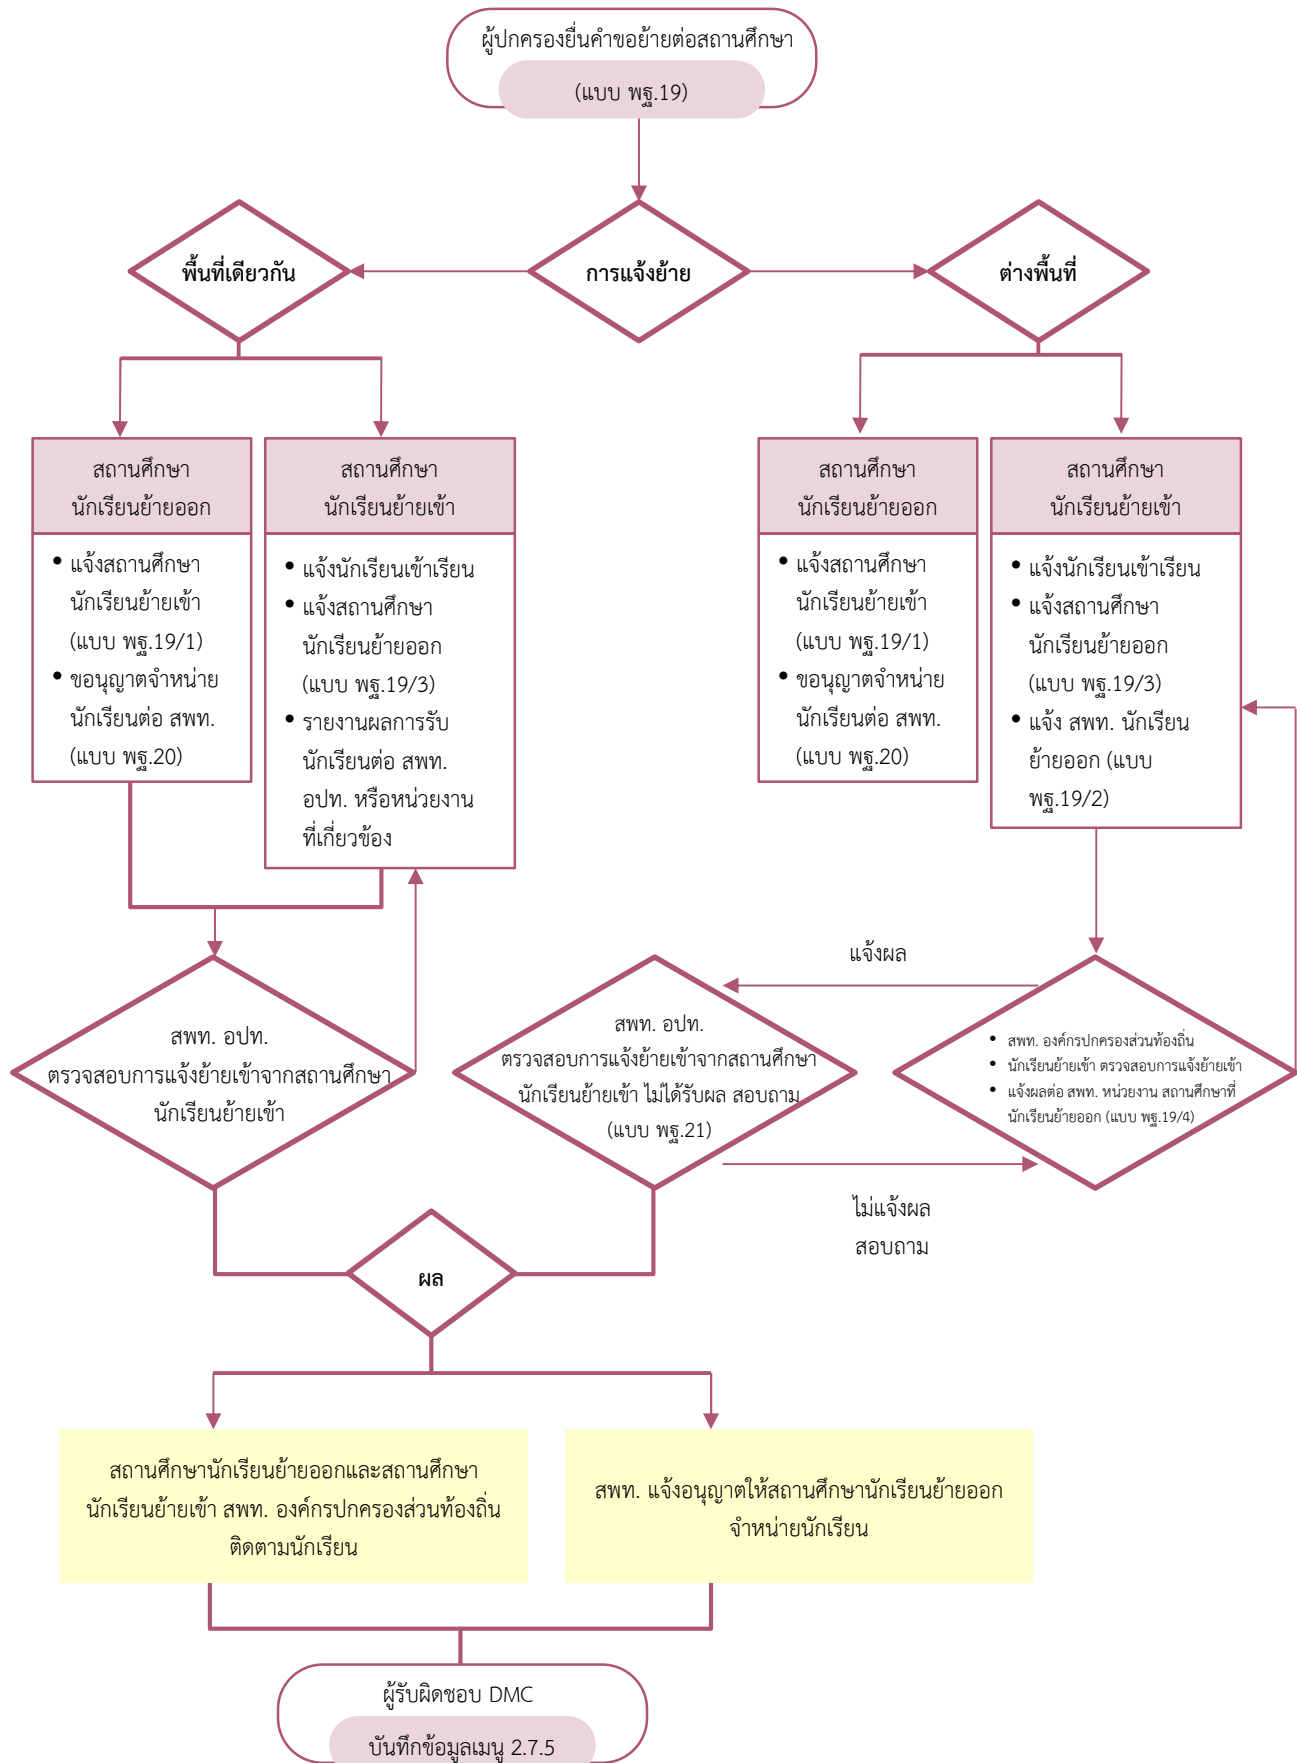 ผู้ปกครองยื่นคำขอย้ายต่อสถานศึกษา
(แบบ พฐ.19)
พื้นที่เดียวกัน
การแจ้งย้าย
ต่างพื้นที่
สถานศึกษา
นักเรียนย้ายออก
• แจ้งสถานศึกษา
นักเรียนย้ายเข้า
(แบบ พฐ.19/1)
• ขอนุญาตจำหน่าย
นักเรียนต่อ สพท.
(แบบ พฐ.20)
สถานศึกษา
นักเรียนย้ายเข้า
• แจ้งนักเรียนเข้าเรียน
• แจ้งสถานศึกษา
นักเรียนย้ายออก
(แบบ พฐ.19/3)
• รายงานผลการรับ
นักเรียนต่อ สพท.
อปท. หรือหน่วยงาน
ที่เกี่ยวข้อง
สถานศึกษา
นักเรียนย้ายออก
• แจ้งสถานศึกษา
นักเรียนย้ายเข้า
(แบบ พฐ.19/1)
• ขอนุญาตจำหน่าย
นักเรียนต่อ สพท.
(แบบ พฐ.20)
สถานศึกษา
นักเรียนย้ายเข้า
• แจ้งนักเรียนเข้าเรียน
• แจ้งสถานศึกษา
นักเรียนย้ายออก
(แบบ พฐ.19/3)
• แจ้ง สพท. นักเรียน
ย้ายออก (แบบ
พฐ.19/2)
สพท. อปท.
ตรวจสอบการแจ้งย้ายเข้าจากสถานศึกษา
นักเรียนย้ายเข้า
แจ้งผล
สพท. อปท.
ตรวจสอบการแจ้งย้ายเข้าจากสถานศึกษา
นักเรียนย้ายเข้า ไม่ได้รับผล สอบถาม
(แบบ พฐ.21)
• สพท. องค์กรปกครองส่วนท้องถิ่น
• นักเรียนย้ายเข้า ตรวจสอบการแจ้งย้ายเข้า
• แจ้งผลต่อ สพท. หน่วยงาน สถานศึกษาที่
นักเรียนย้ายออก (แบบ พฐ.19/4)
ไม่แจ้งผล
สอบถาม
ผล
สถานศึกษานักเรียนย้ายออกและสถานศึกษา
นักเรียนย้ายเข้า สพท. องค์กรปกครองส่วนท้องถิ่น
ติดตามนักเรียน
สพท. แจ้งอนุญาตให้สถานศึกษานักเรียนย้ายออก
จำหน่ายนักเรียน
ผู้รับผิดชอบ DMC
บันทึกข้อมูลเมนู 2.7.5